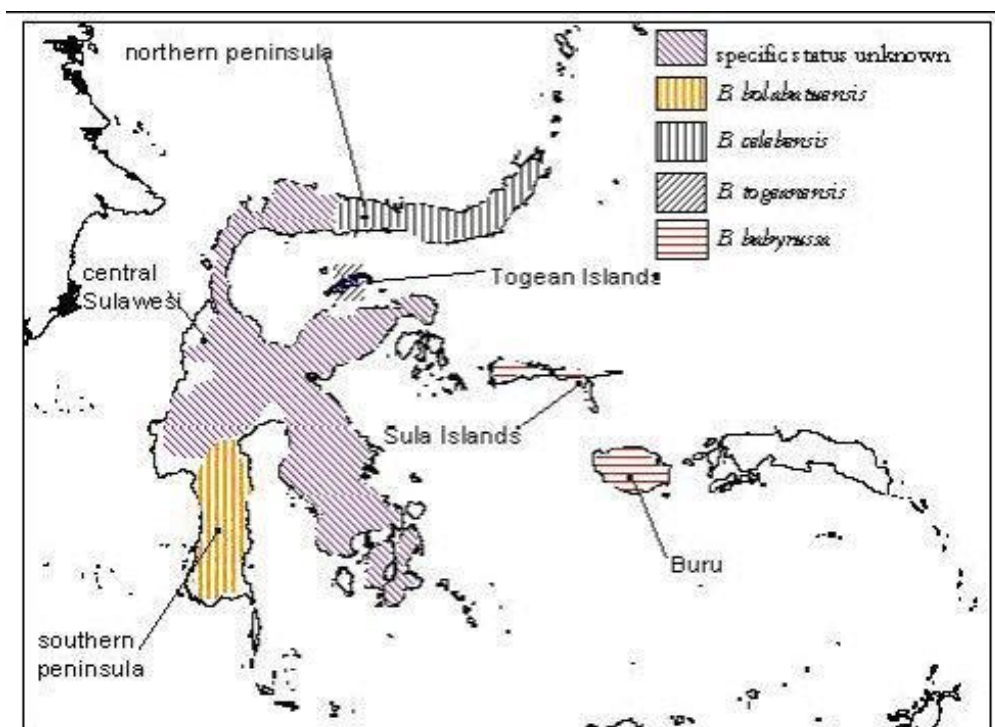 northern peninsula
specific status unknown
B. bolabatuensis
B. celebensis
B. togeanensis
B. babyrussa
Togean Islands
central
Sulawesi
Sula Islands
Buru
southern
peninsula